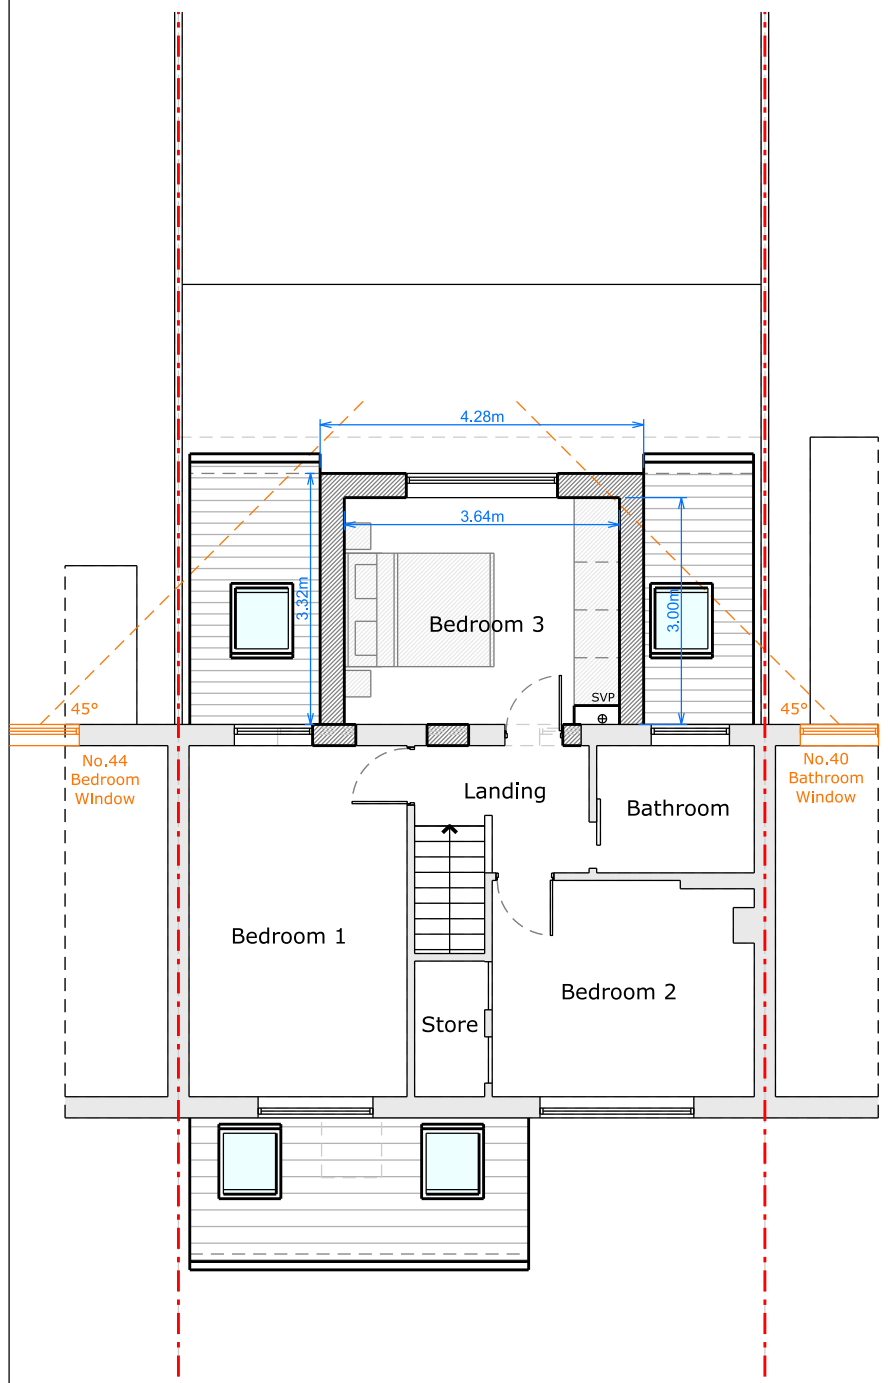 4.28m
3.64m
3.32m
3.00m
Bedroom 3
SVP
45°
45°
No.44
Bedroom
Window
No.40
Bathroom
Window
Landing
Bathroom
Bedroom 1
Bedroom 2
Store